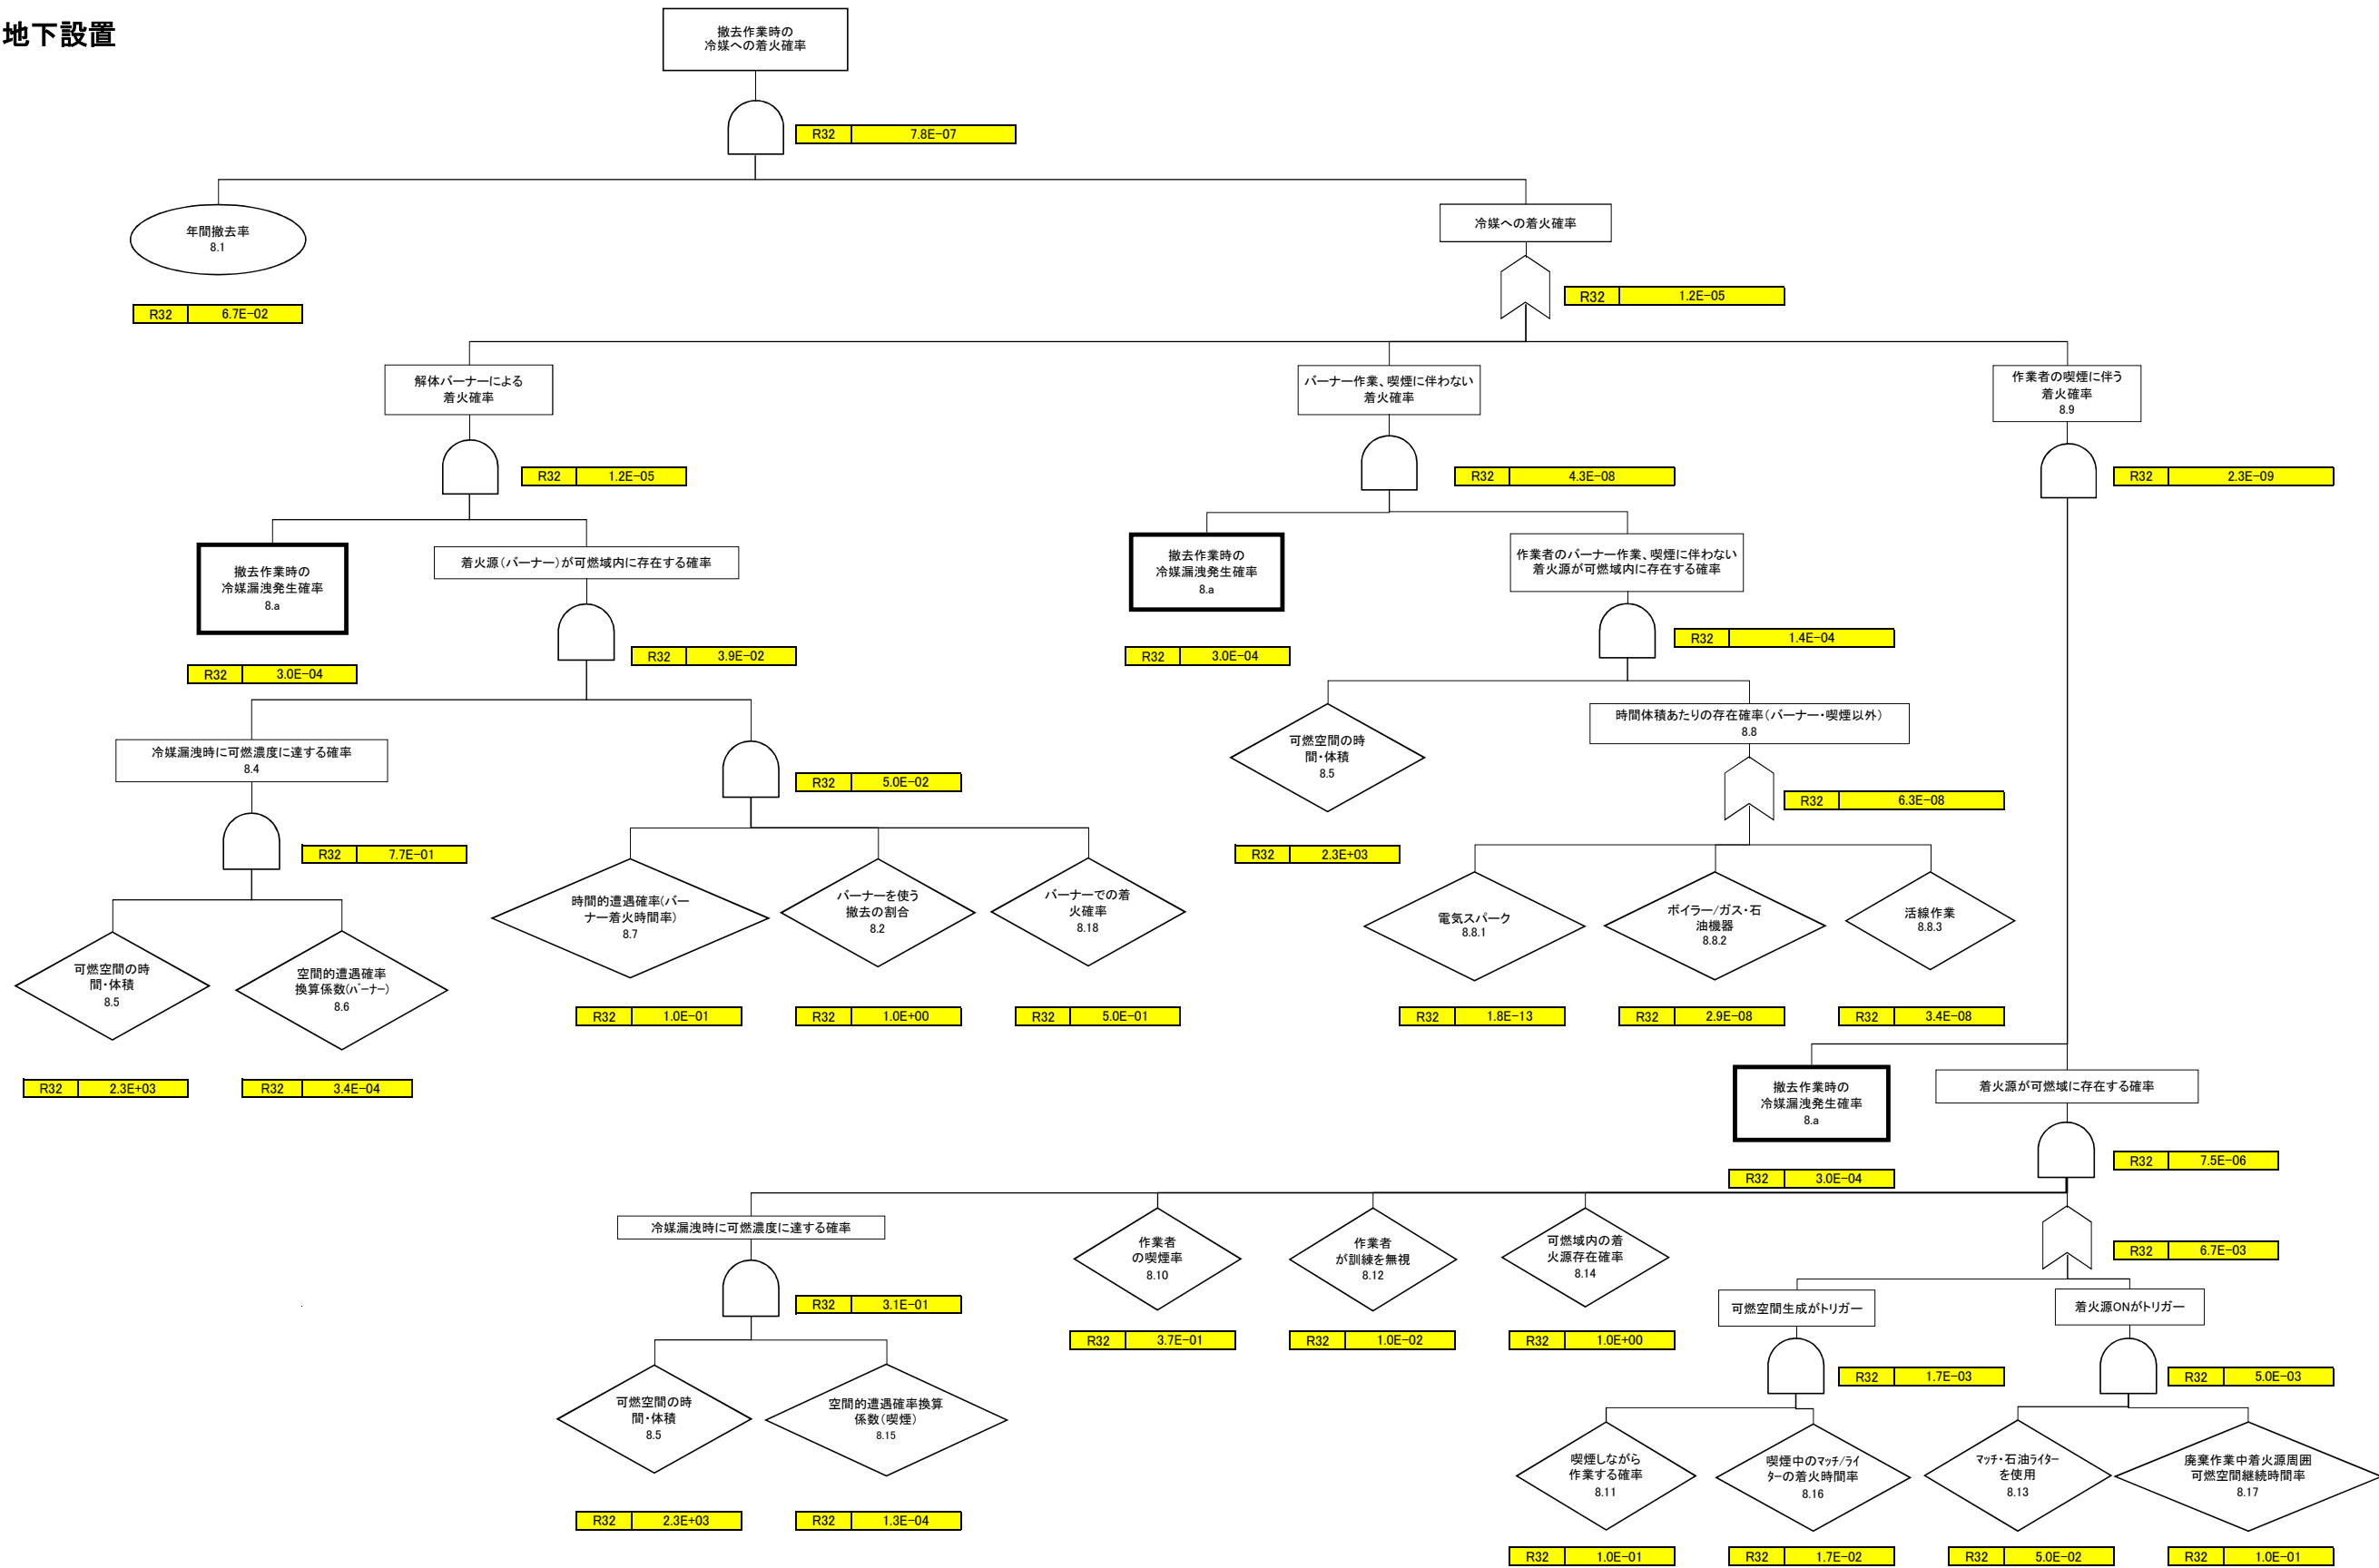 地下設置
撤去作業時の
冷媒への着火確率
R32 7.8E-07
年間撤去率
8.1
R32 6.7E-02
冷媒への着火確率
R32 1.2E-05
解体バーナーによる
着火確率
R32 1.2E-05
バーナー作業、喫煙に伴わない
着火確率
R32 4.3E-08
作業者の喫煙に伴う
着火確率
8.9
R32 2.3E-09
撤去作業時の
冷媒漏洩発生確率
8.a
R32 3.0E-04
着火源（バーナー）が可燃域内に存在する確率
R32 3.9E-02
撤去作業時の
冷媒漏洩発生確率
8.a
R32 3.0E-04
作業者のバーナー作業、喫煙に伴わない
着火源が可燃域内に存在する確率
R32 1.4E-04
冷媒漏洩時に可燃濃度に達する確率
8.4
R32 7.7E-01
R32 5.0E-02
可燃空間の時
間・体積
8.5
R32 2.3E+03
時間体積あたりの存在確率（バーナー・喫煙以外）
8.8
R32 6.3E-08
可燃空間の時
間・体積
8.5
R32 2.3E+03
空間的遭遇確率
換算係数(バーナー)
8.6
R32 3.4E-04
時間的遭遇確率(バー
ナー着火時間率)
8.7
R32 1.0E-01
バーナーを使う
撤去の割合
8.2
R32 1.0E+00
バーナーでの着
火確率
8.18
R32 5.0E-01
電気スパーク
8.8.1
R32 1.8E-13
ボイラー/ガス・石
油機器
8.8.2
R32 2.9E-08
活線作業
8.8.3
R32 3.4E-08
撤去作業時の
冷媒漏洩発生確率
8.a
R32 3.0E-04
着火源が可燃域に存在する確率
R32 7.5E-06
冷媒漏洩時に可燃濃度に達する確率
R32 3.1E-01
作業者
の喫煙率
8.10
R32 3.7E-01
作業者
が訓練を無視
8.12
R32 1.0E-02
可燃域内の着
火源存在確率
8.14
R32 1.0E+00
R32 6.7E-03
可燃空間生成がトリガー
R32 1.7E-03
着火源ONがトリガー
R32 5.0E-03
可燃空間の時
間・体積
8.5
R32 2.3E+03
空間的遭遇確率換算
係数（喫煙）
8.15
R32 1.3E-04
喫煙しながら
作業する確率
8.11
R32 1.0E-01
喫煙中のマッチ/ライ
ターの着火時間率
8.16
R32 1.7E-02
マッチ・石油ライター
を使用
8.13
R32 5.0E-02
廃棄作業中着火源周囲
可燃空間継続時間率
8.17
R32 1.0E-01